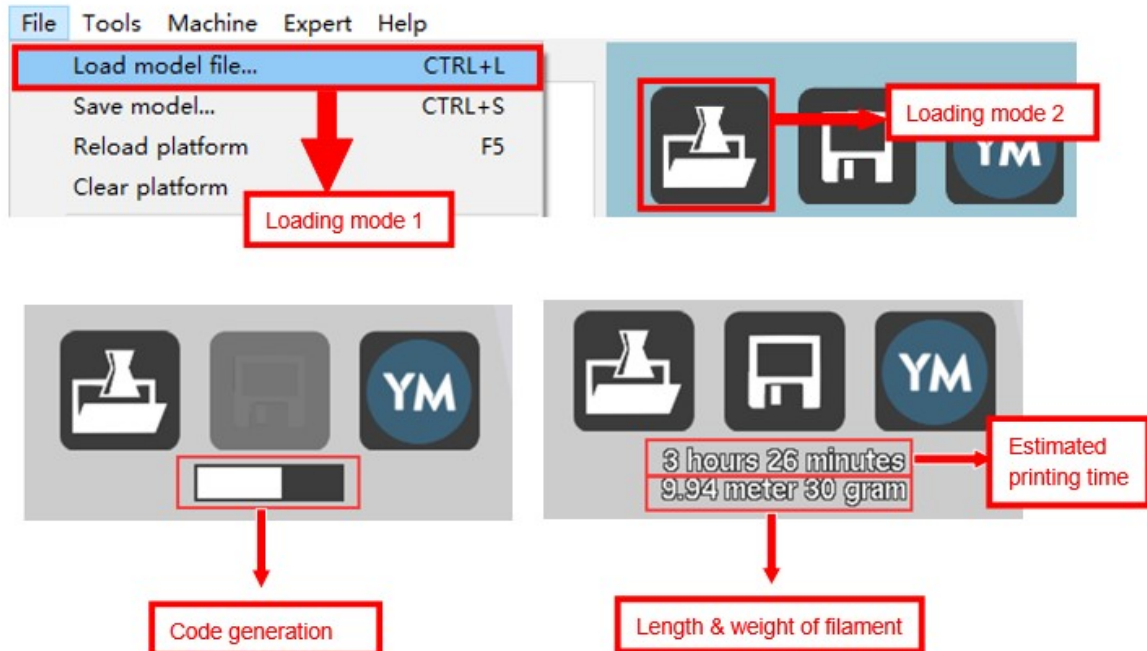 File Tools Machine Expert Help
Load model file... CTRL+L
Save model... CTRL+S
Reload platform F5
Clear platform
Loading mode 1
Loading mode 2
YM
YM
YM
3 hours 26 minutes
9.94 meter 30 gram
Estimated
printing time
Code generation
Length & weight of filament